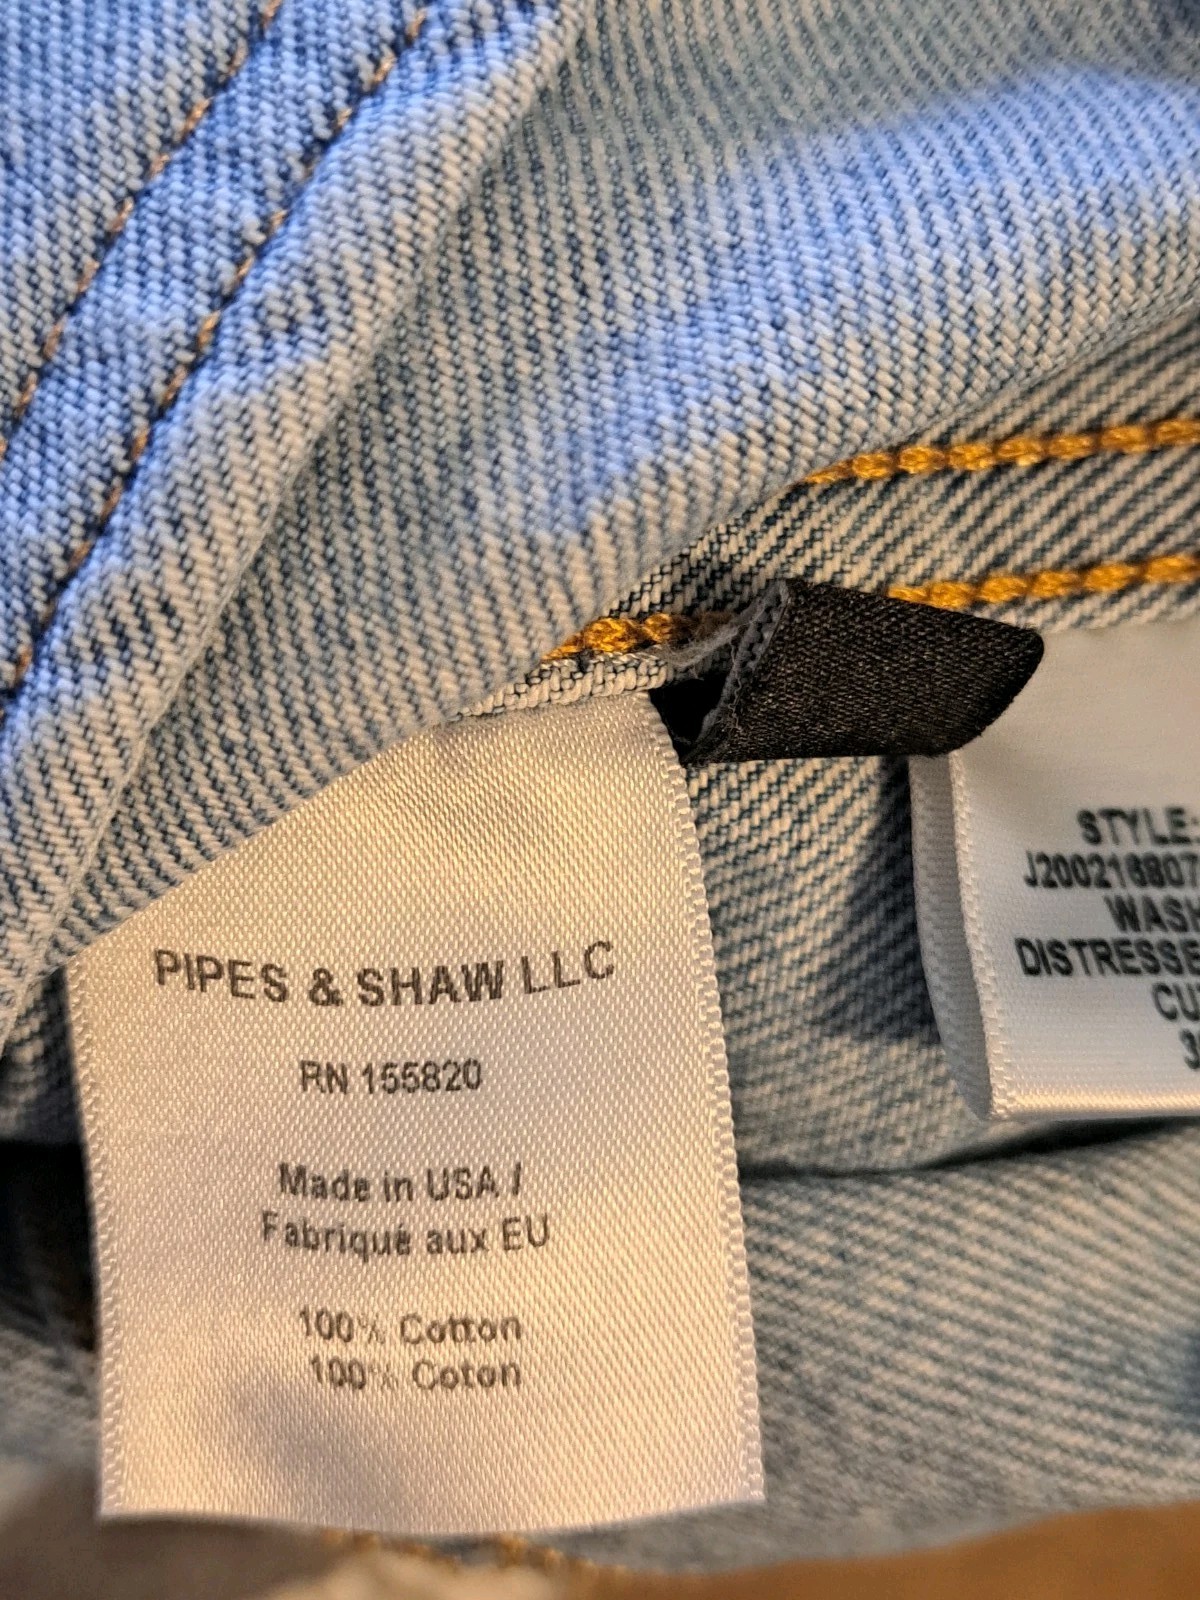 PIPES & SHAW LLC
RN 155820
Made in USA /
Fabriqué aux EU
100% Cotton
100% Coton
STYLE
WASH